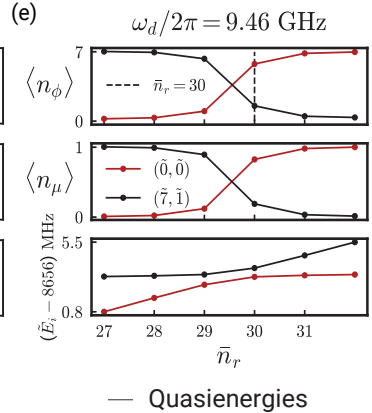 (e)
ω_d/2π = 9.46 MHz
7
⟨n_ϕ⟩
n̄_r = 30
0
1
⟨n_μ⟩
(0̃, 0̃)
(7̃, 1̃)
0
(Ẽ_i − 8656) MHz
5.5
0.8
27 28 29 30 31
n̄_r
— Quasienergies